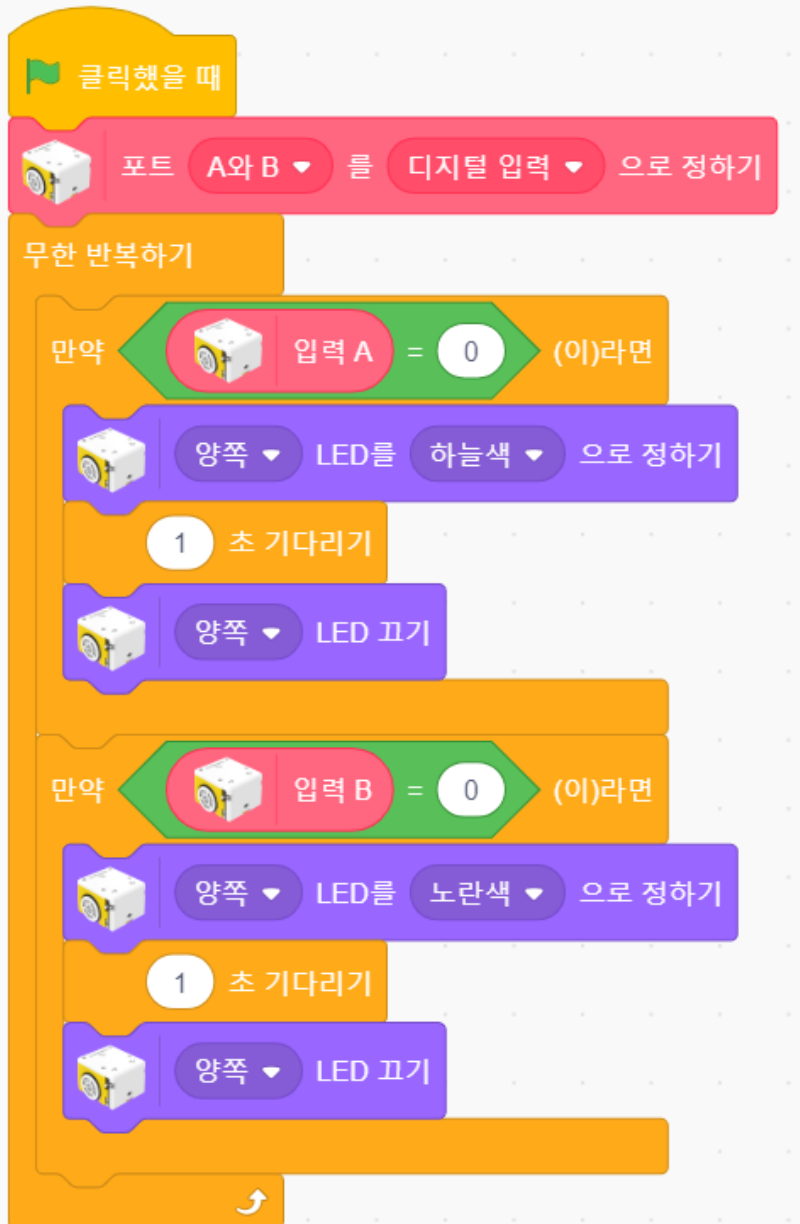 클릭했을 때
포트 A와 B 를 디지털 입력 으로 정하기
무한 반복하기
만약 입력 A = 0 (이)라면
양쪽 LED를 하늘색 으로 정하기
1 초 기다리기
양쪽 LED 끄기
만약 입력 B = 0 (이)라면
양쪽 LED를 노란색 으로 정하기
1 초 기다리기
양쪽 LED 끄기